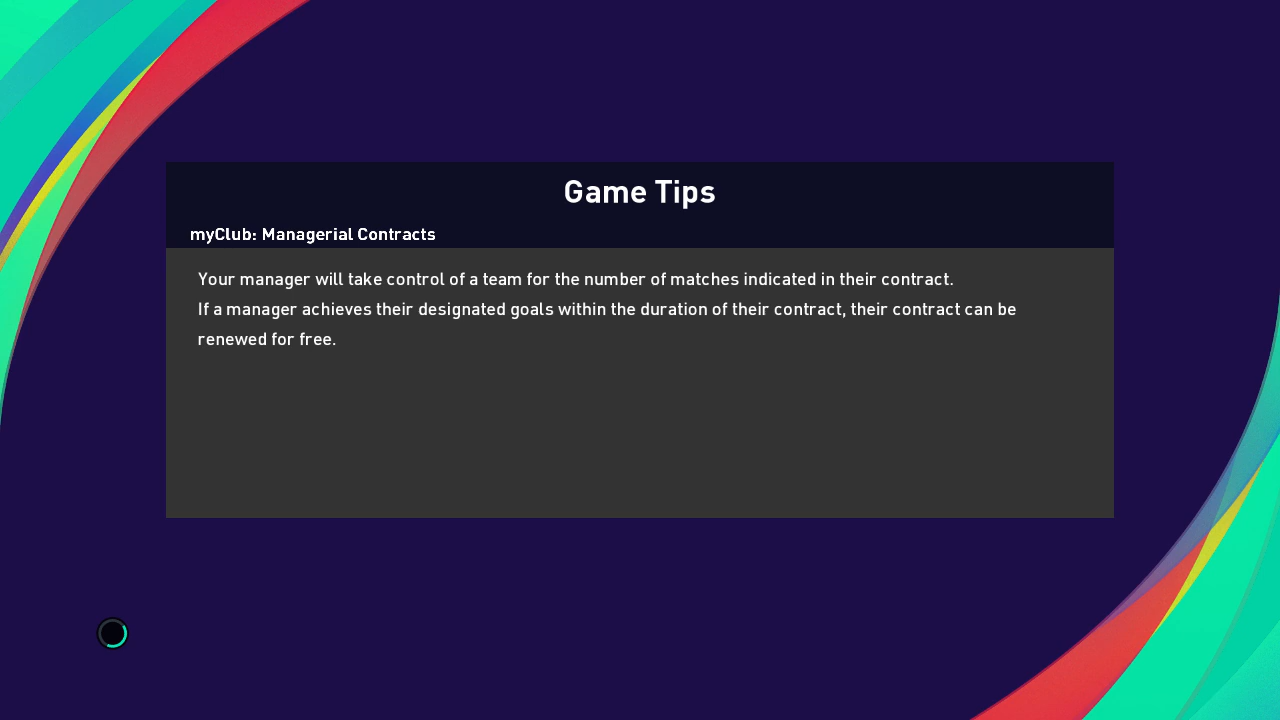 Game Tips
myClub: Managerial Contracts
Your manager will take control of a team for the number of matches indicated in their contract.
If a manager achieves their designated goals within the duration of their contract, their contract can be
renewed for free.